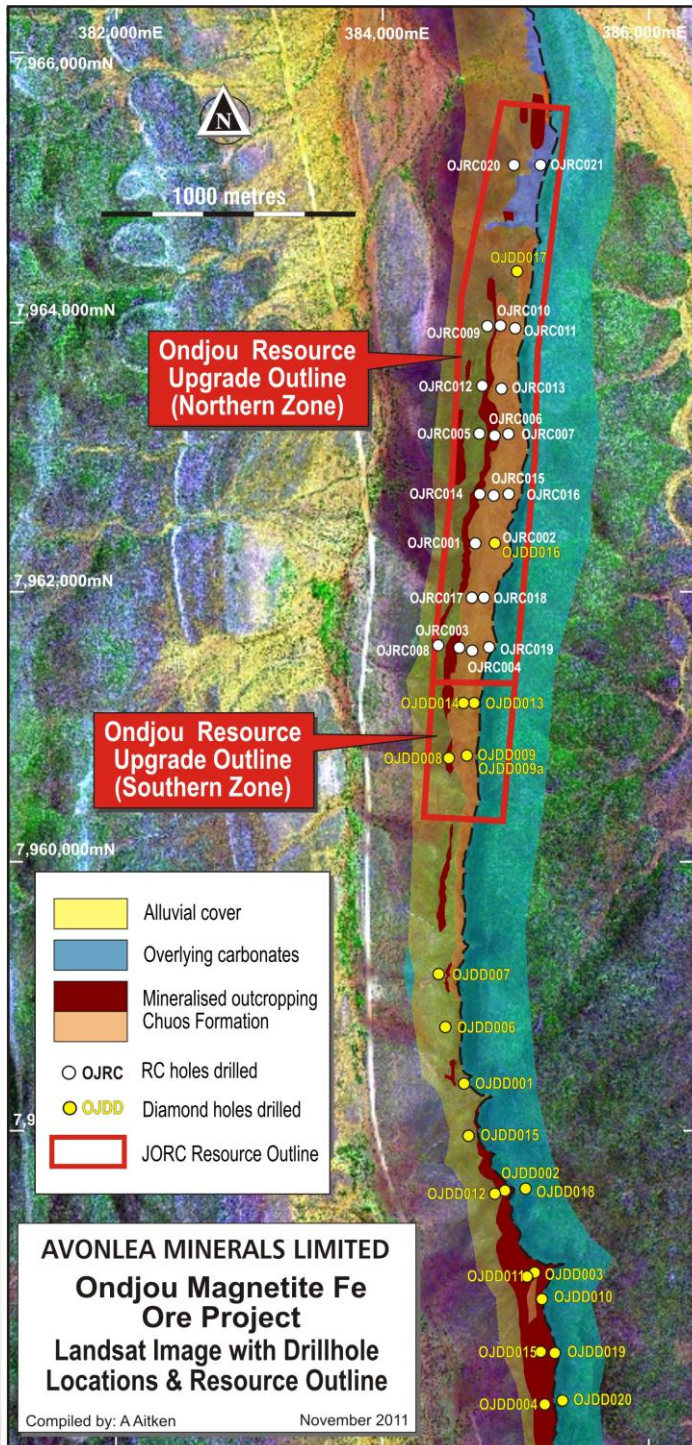 382,000mE
384,000mE
386,000mE
7,966,000mN
N
1000 metres
OJRC020
OJRC021
OJDD017
7,964,000mN
OJRC010
OJRC009
OJRC011
Ondjou Resource
Upgrade Outline
(Northern Zone)
OJRC012
OJRC013
OJRC006
OJRC005
OJRC007
OJRC015
OJRC014
OJRC016
OJRC001
OJRC002
OJDD016
7,962,000mN
OJRC017
OJRC018
OJRC003
OJRC008
OJRC019
OJRC004
OJDD014
OJDD013
Ondjou Resource
Upgrade Outline
(Southern Zone)
OJDD008
OJDD009
OJDD009a
7,960,000mN
Alluvial cover
Overlying carbonates
Mineralised outcropping
Chuos Formation
OJRC RC holes drilled
OJDD Diamond holes drilled
JORC Resource Outline
OJDD007
OJDD006
OJDD001
7,9
OJDD015
OJDD002
OJDD012
OJDD018
OJDD011
OJDD003
OJDD010
OJDD015
OJDD019
OJDD004
OJDD020
AVONLEA MINERALS LIMITED
Ondjou Magnetite Fe
Ore Project
Landsat Image with Drillhole
Locations & Resource Outline
Compiled by: A Aitken
November 2011